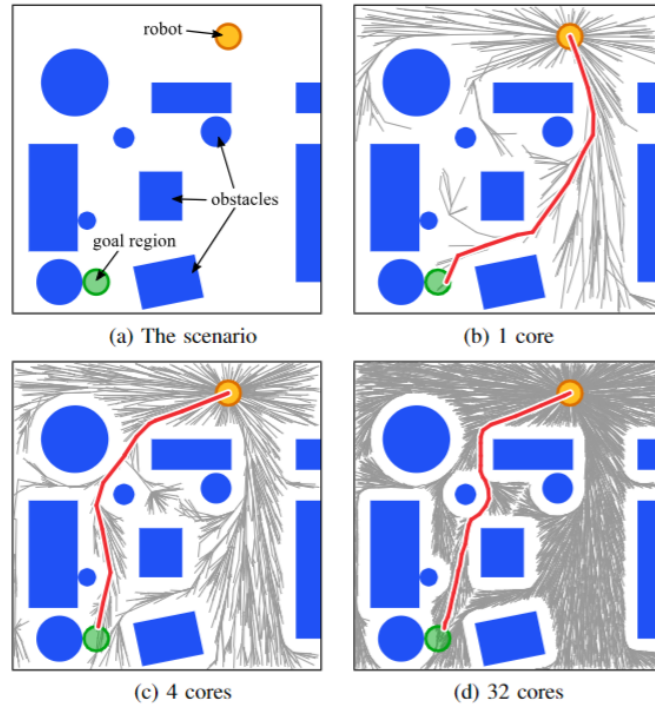 robot
obstacles
goal region
(a) The scenario
(b) 1 core
(c) 4 cores
(d) 32 cores